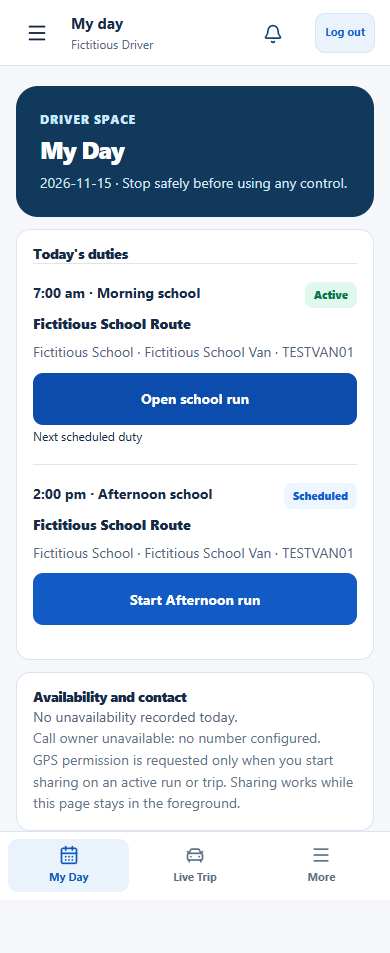 My day
Fictitious Driver
Log out
DRIVER SPACE
My Day
2026-11-15 · Stop safely before using any control.
Today's duties
7:00 am · Morning school
Active
Fictitious School Route
Fictitious School · Fictitious School Van · TESTVAN01
Open school run
Next scheduled duty
2:00 pm · Afternoon school
Scheduled
Fictitious School Route
Fictitious School · Fictitious School Van · TESTVAN01
Start Afternoon run
Availability and contact
No unavailability recorded today.
Call owner unavailable: no number configured.
GPS permission is requested only when you start
sharing on an active run or trip. Sharing works while
this page stays in the foreground.
My Day
Live Trip
More